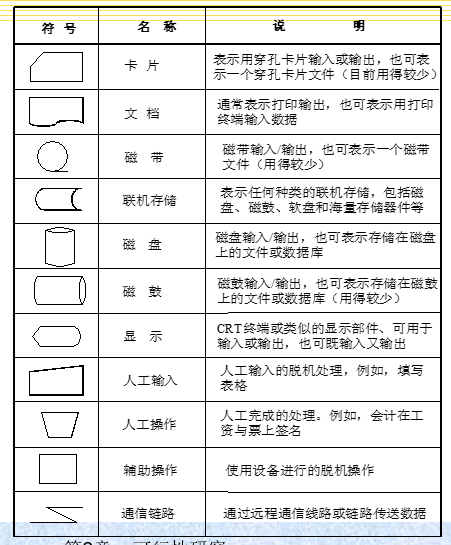 符 号 名 称 说 明
卡 片 表示用穿孔卡片输入或输出，也可表
示一个穿孔卡片文件（目前用得较少）
文 档 通常表示打印输出，也可表示用打印
终端输入数据
磁 带 磁带输入/输出，也可表示一个磁带
文件（用得较少）
联机存储 表示任何种类的联机存储，包括磁
盘、磁鼓、软盘和海量存储器件等
磁 盘 磁盘输入/输出，也可表示存储在磁盘
上的文件或数据库
磁 鼓 磁鼓输入/输出，也可表示存储在磁鼓
上的文件或数据库（用得较少）
显 示 CRT终端或类似的显示部件、可用于
输入或输出，也可既输入又输出
人工输入 人工输入的脱机处理，例如，填写
表格
人工操作 人工完成的处理。例如，会计在工
资与票上签名
辅助操作 使用设备进行的脱机操作
通信链路 通过远程通信线路或链路传送数据
第2章 可行性研究